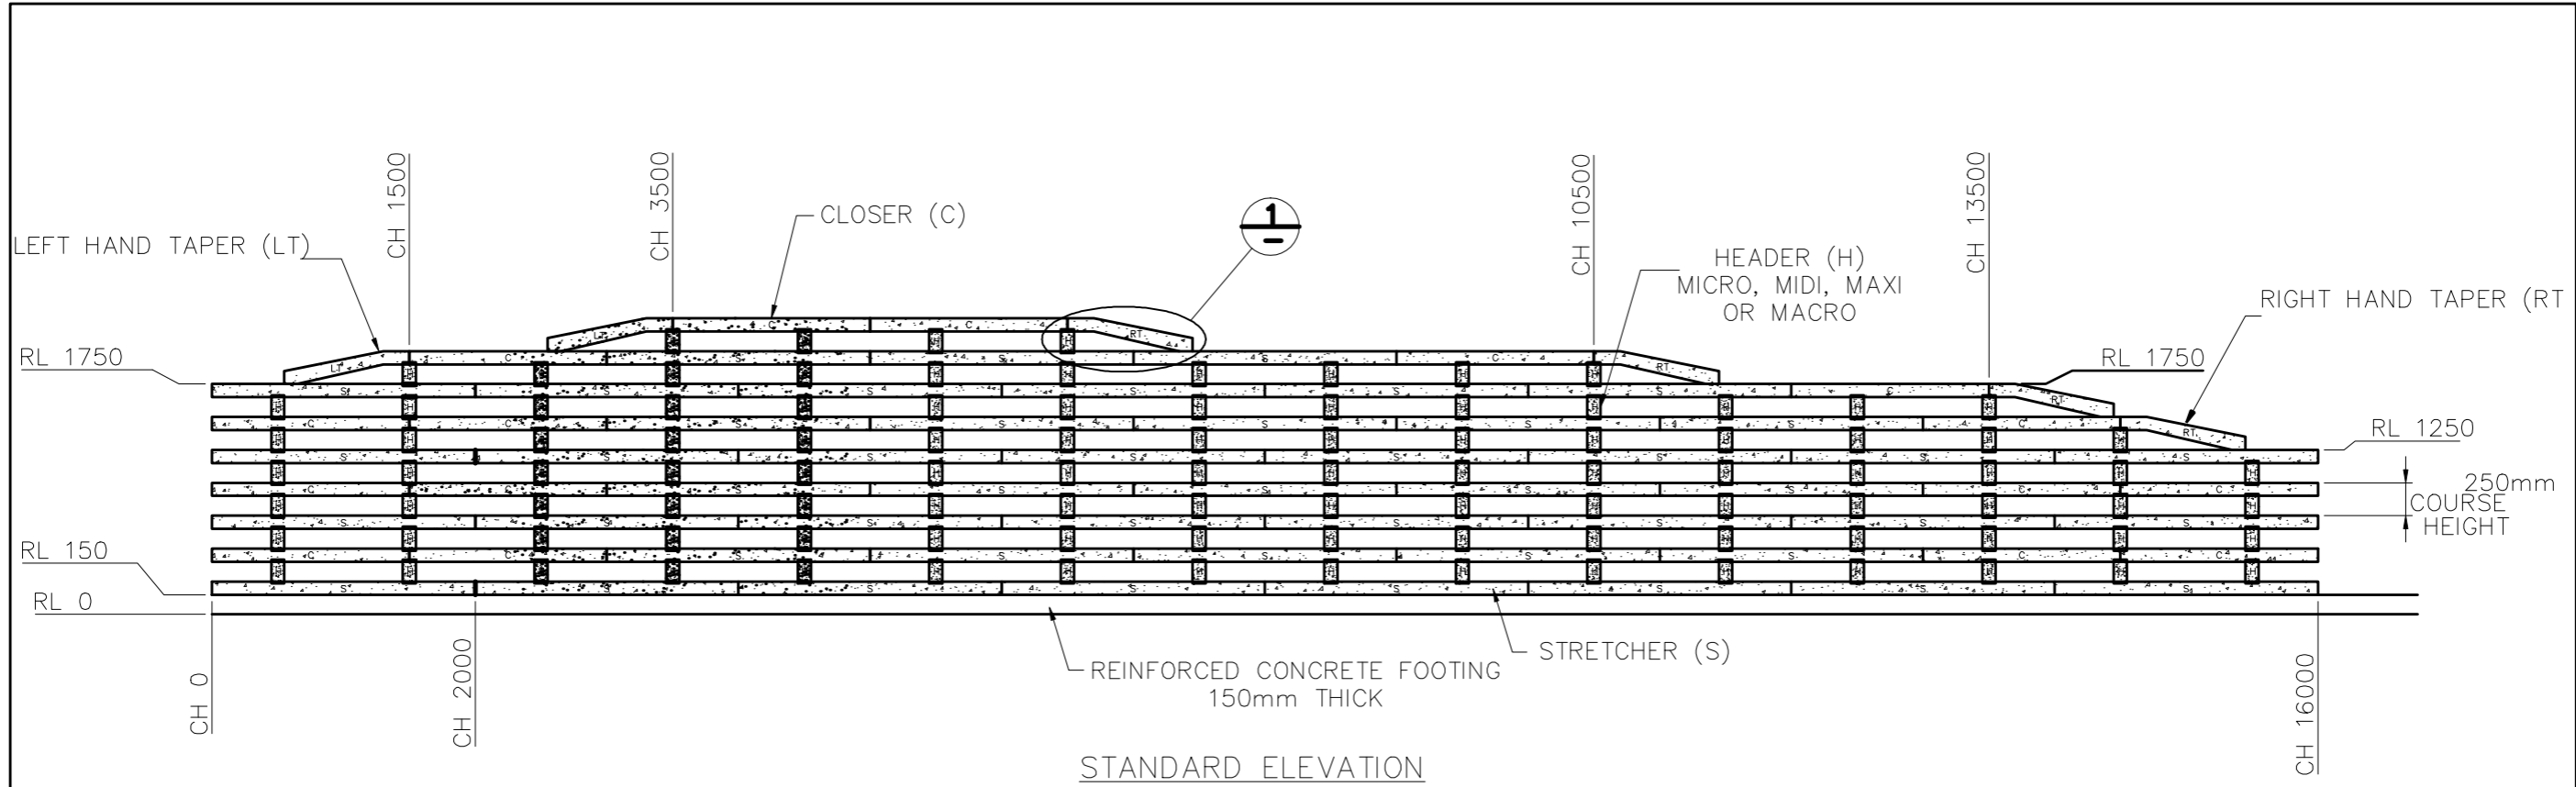 CH 1500
CH 3500
CH 10500
CH 13500
LEFT HAND TAPER (LT)
CLOSER (C)
1
HEADER (H)
MICRO, MIDI, MAXI
OR MACRO
RIGHT HAND TAPER (RT
RL 1750
RL 1750
RL 1250
250mm
COURSE
HEIGHT
RL 150
RL 0
STRETCHER (S)
REINFORCED CONCRETE FOOTING
150mm THICK
CH 0
CH 2000
CH 16000
STANDARD ELEVATION